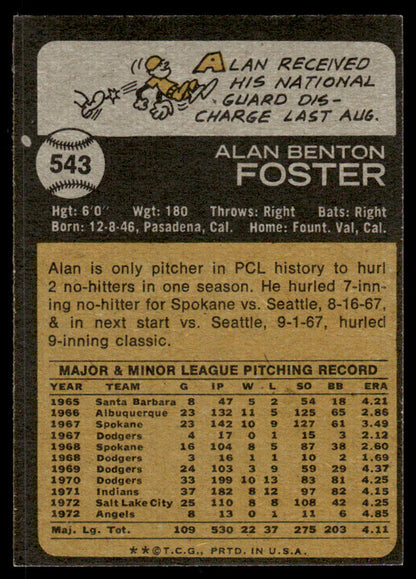 ALAN RECEIVED
HIS NATIONAL
GUARD DIS-
CHARGE LAST AUG.
543
ALAN BENTON
FOSTER
Hgt: 6'0" Wgt: 180 Throws: Right Bats: Right
Born: 12-8-46, Pasadena, Cal. Home: Fount. Val, Cal.
Alan is only pitcher in PCL history to hurl
2 no-hitters in one season. He hurled 7-inn-
ing no-hitter for Spokane vs. Seattle, 8-16-67,
& in next start vs. Seattle, 9-1-67, hurled
9-inning classic.
MAJOR & MINOR LEAGUE PITCHING RECORD
YEAR TEAM G IP W L SO BB ERA
1965 Santa Barbara 8 47 5 2 54 18 4.21
1966 Albuquerque 23 132 11 5 125 65 2.86
1967 Spokane 23 142 10 9 127 61 3.49
1967 Dodgers 4 17 0 1 15 3 2.12
1968 Spokane 16 104 8 5 87 38 2.60
1968 Dodgers 3 16 1 1 10 2 1.69
1969 Dodgers 24 103 3 9 59 29 4.37
1970 Dodgers 33 199 10 13 83 81 4.25
1971 Indians 37 182 8 12 97 82 4.15
1972 Salt Lake City 25 110 8 8 108 42 4.25
1972 Angels 8 13 0 1 11 6 4.85
Maj. Lg. Tot. 109 530 22 37 275 203 4.11
**©T.C.G., PRTD. IN U.S.A.